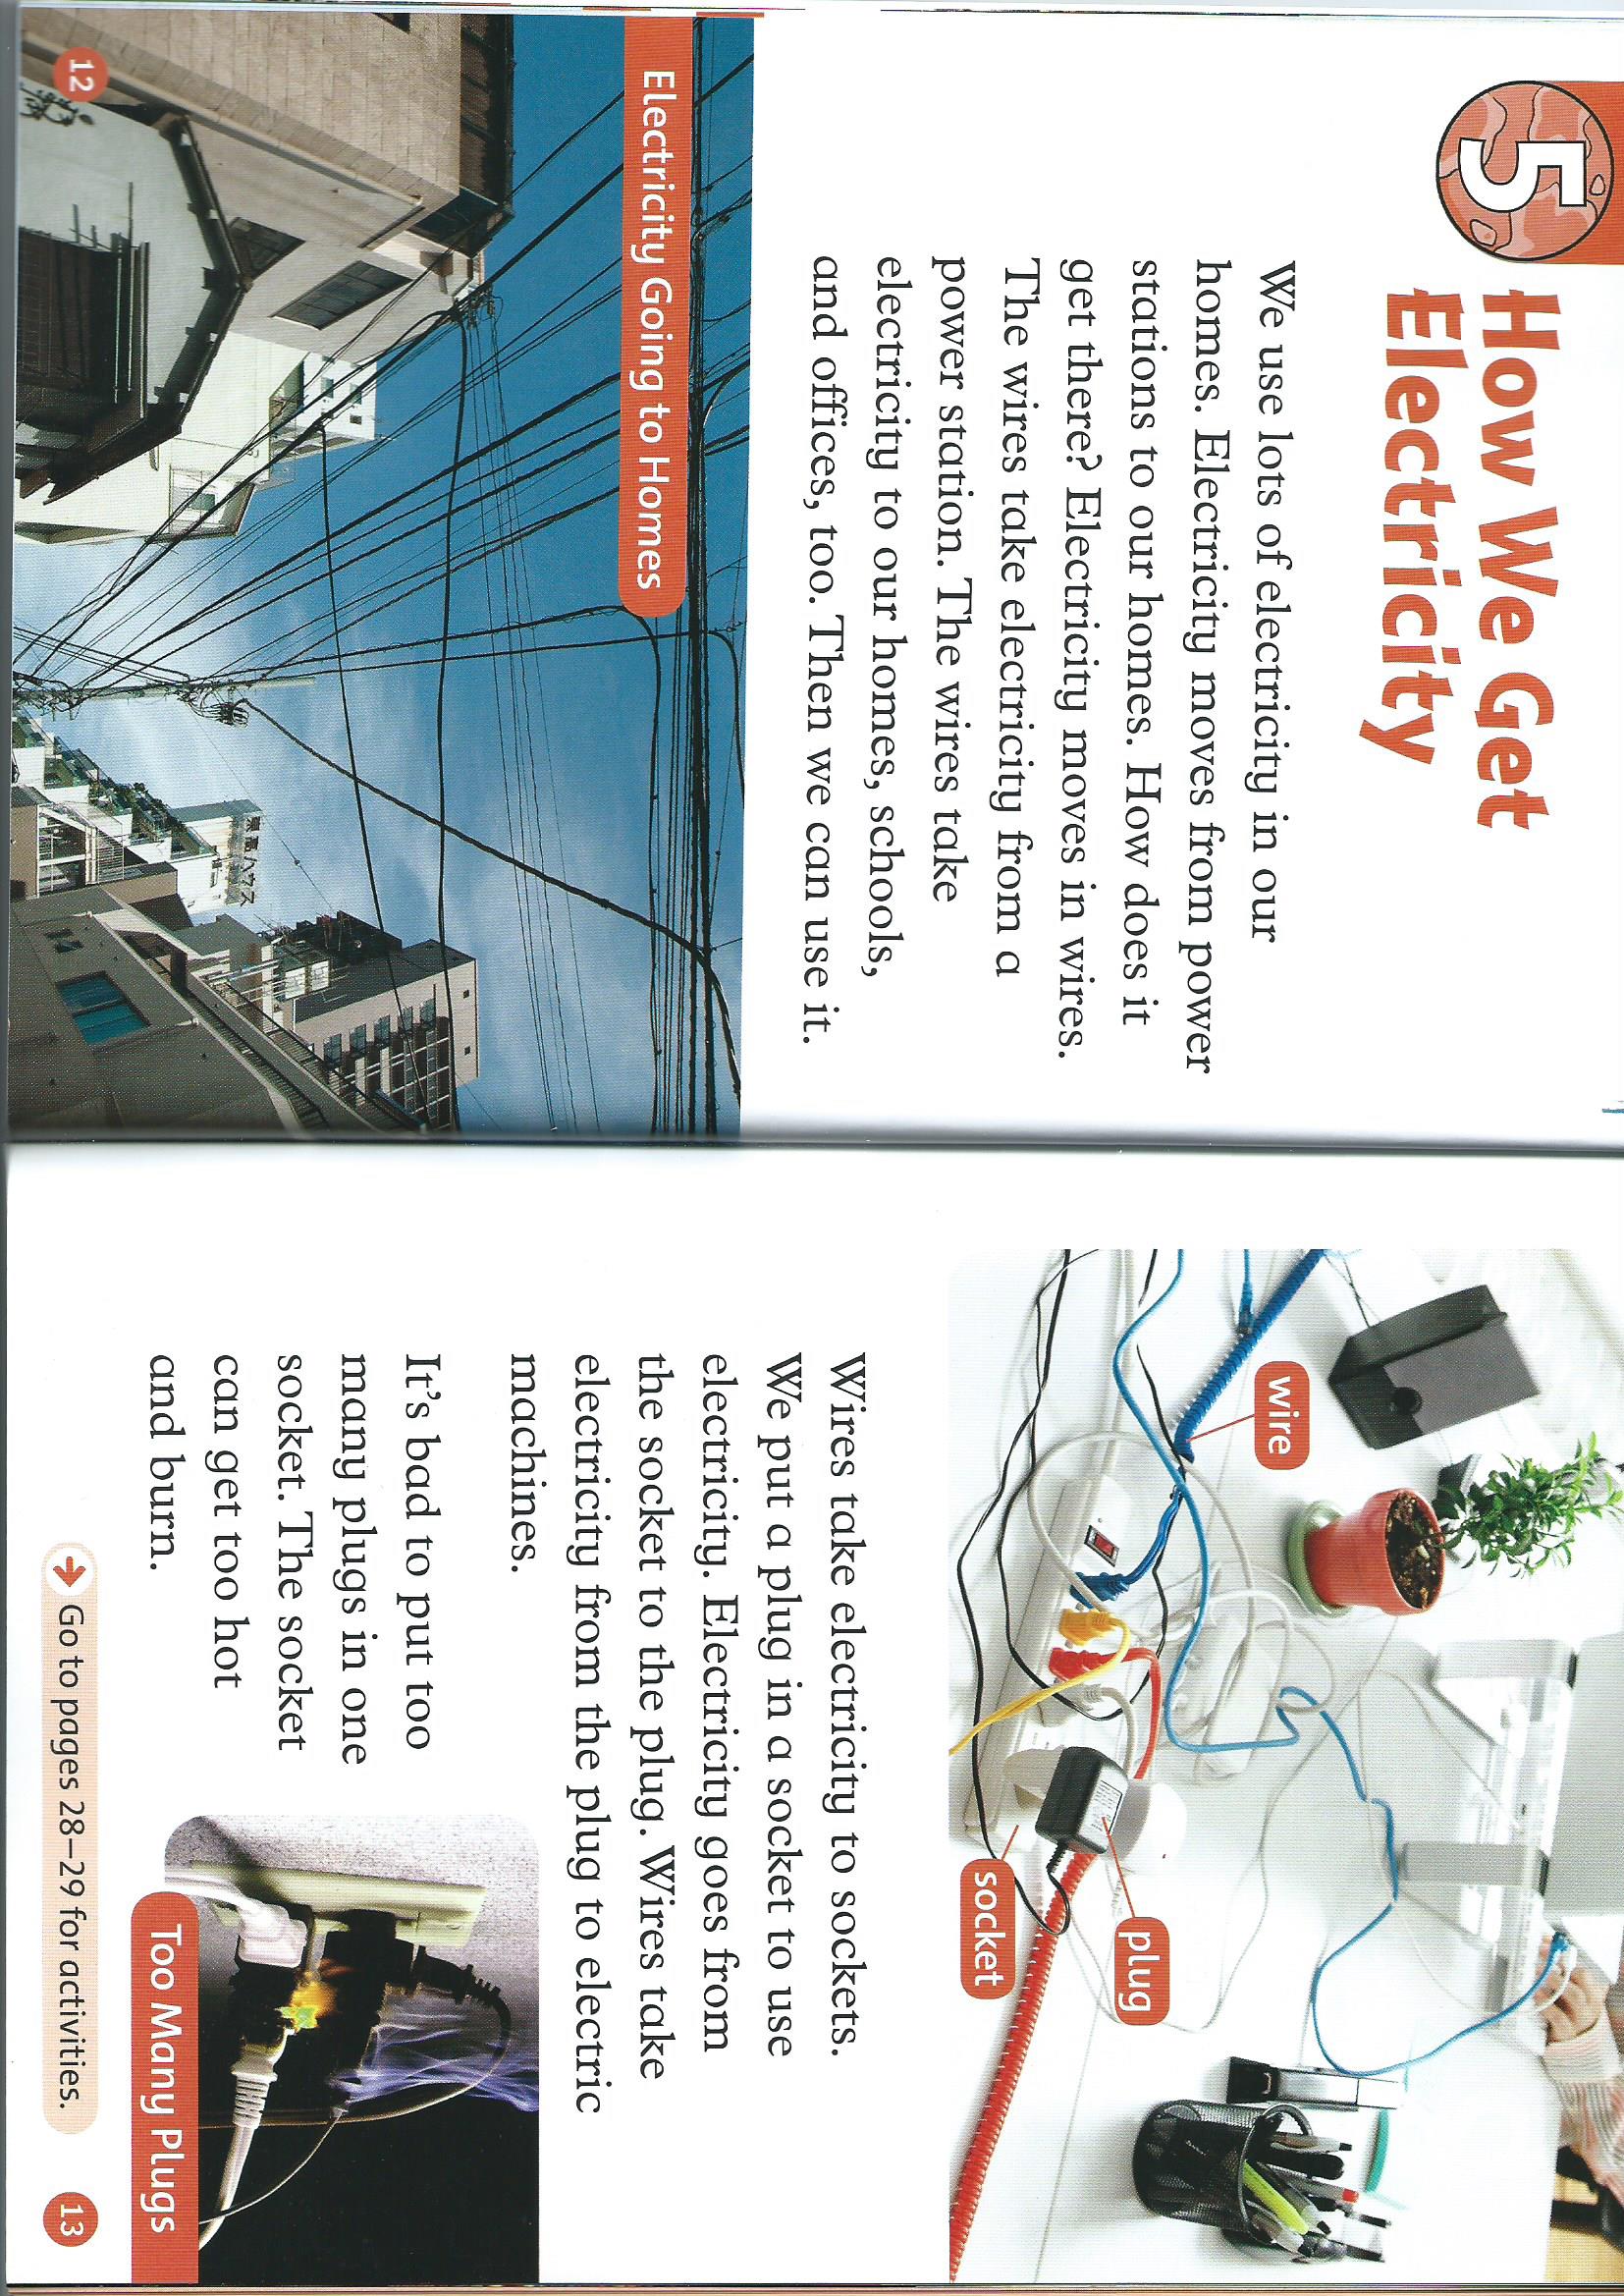 5
How We Get
Electricity
We use lots of electricity in our
homes. Electricity moves from power
stations to our homes. How does it
get there? Electricity moves in wires.
The wires take electricity from a
power station. The wires take
electricity to our homes, schools,
and offices, too. Then we can use it.
Electricity Going to Homes
12
wire
plug
socket
Wires take electricity to sockets.
We put a plug in a socket to use
electricity. Electricity goes from
the socket to the plug. Wires take
electricity from the plug to electric
machines.
It's bad to put too
many plugs in one
socket. The socket
can get too hot
and burn.
Too Many Plugs
Go to pages 28–29 for activities.
13